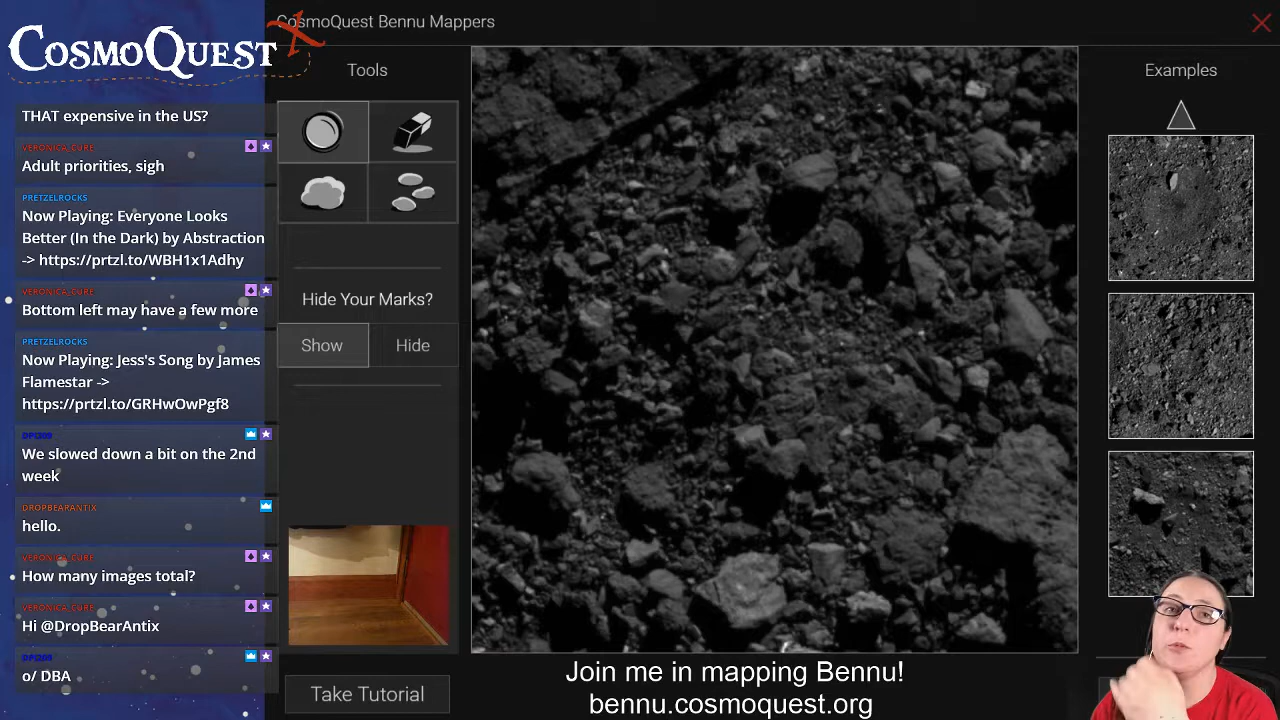 COSMOQUEST X
THAT expensive in the US?
VERONICA_CURE
Adult priorities, sigh
PRETZELROCKS
Now Playing: Everyone Looks
Better (In the Dark) by Abstraction
-> https://prtzl.to/WBH1x1Adhy
VERONICA_CURE
Bottom left may have a few more
PRETZELROCKS
Now Playing: Jess's Song by James
Flamestar ->
https://prtzl.to/GRHwOwPgf8
We slowed down a bit on the 2nd
week
DROPBEARANTIX
hello.
VERONICA_CURE
How many images total?
VERONICA_CURE
Hi @DropBearAntix
o/ DBA
CosmoQuest Bennu Mappers
Tools
Hide Your Marks?
Show
Hide
Take Tutorial
Examples
Join me in mapping Bennu!
bennu.cosmoquest.org